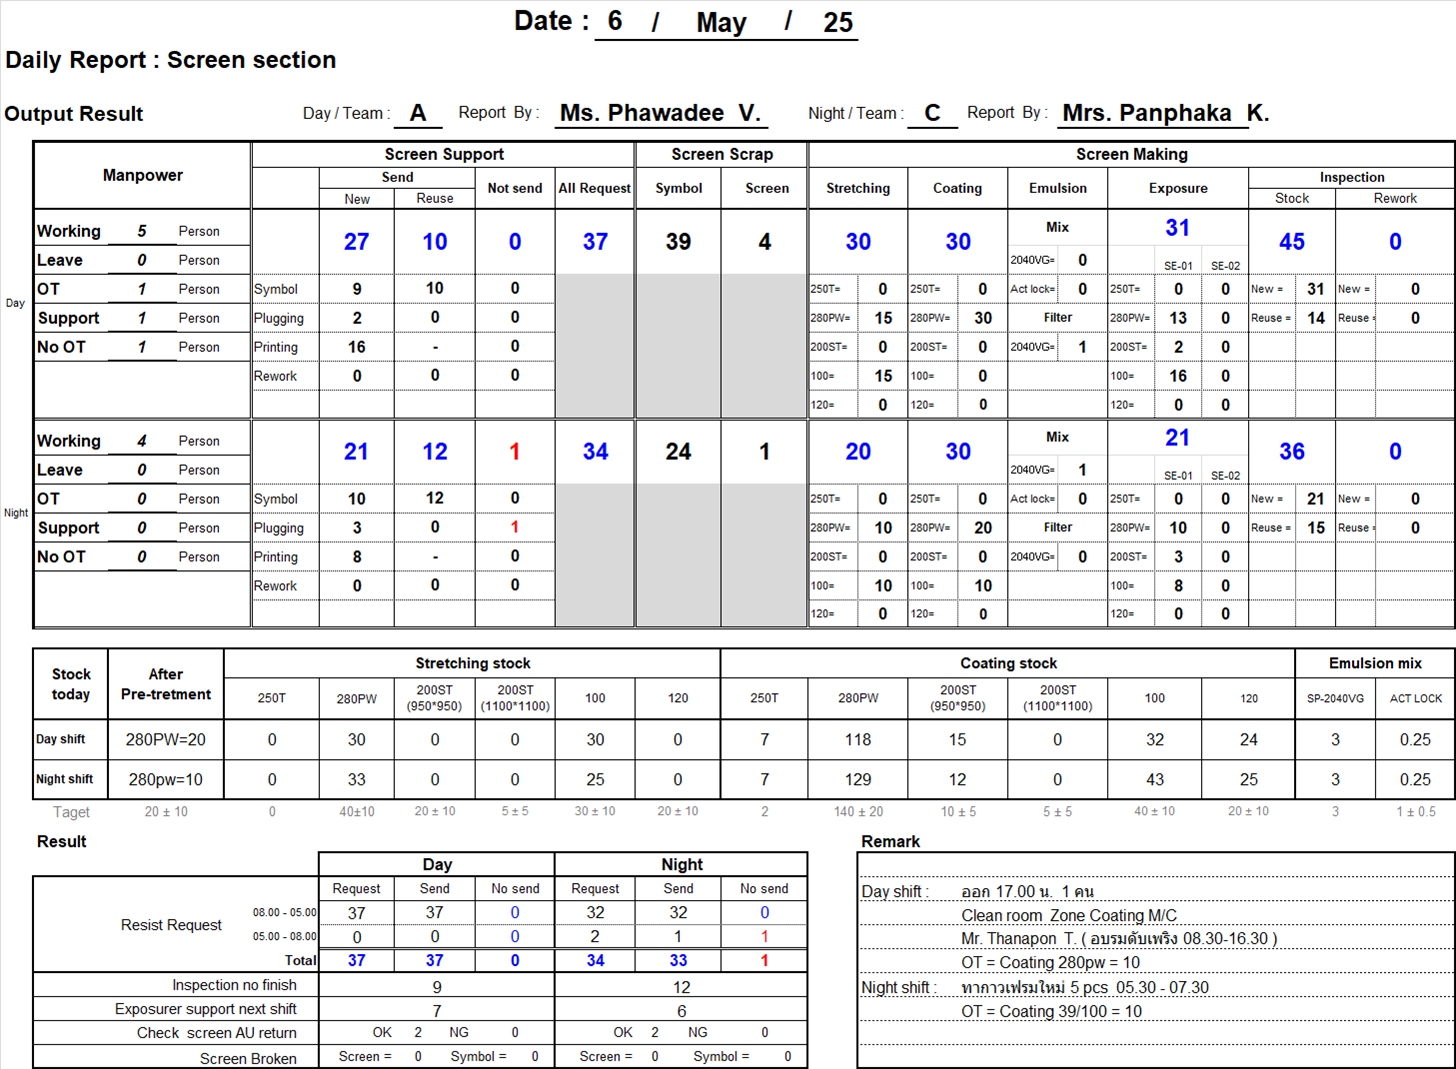 Date : 6 / May / 25
Daily Report : Screen section
Output Result Day / Team : A Report By : Ms. Phawadee V. Night / Team : C Report By : Mrs. Panphaka K.
Manpower Screen Support Screen Scrap Screen Making
Send Not send All Request Symbol Screen Stretching Coating Emulsion Exposure Inspection
New Reuse Stock Rework
Day
Working 5 Person 27 10 0 37 39 4 30 30 Mix 31 45 0
Leave 0 Person 2040VG= 0 SE-01 SE-02
OT 1 Person Symbol 9 10 0 250T= 0 250T= 0 Act lock= 0 250T= 0 0 New = 31 New = 0
Support 1 Person Plugging 2 0 0 280PW= 15 280PW= 30 Filter 280PW= 13 0 Reuse = 14 Reuse = 0
No OT 1 Person Printing 16 - 0 200ST= 0 200ST= 0 2040VG= 1 200ST= 2 0
Rework 0 0 0 100= 15 100= 0 100= 16 0
120= 0 120= 0 120= 0 0
Night
Working 4 Person 21 12 1 34 24 1 20 30 Mix 21 36 0
Leave 0 Person 2040VG= 1 SE-01 SE-02
OT 0 Person Symbol 10 12 0 250T= 0 250T= 0 Act lock= 0 250T= 0 0 New = 21 New = 0
Support 0 Person Plugging 3 0 1 280PW= 10 280PW= 20 Filter 280PW= 10 0 Reuse = 15 Reuse = 0
No OT 0 Person Printing 8 - 0 200ST= 0 200ST= 0 2040VG= 0 200ST= 3 0
Rework 0 0 0 100= 10 100= 10 100= 8 0
120= 0 120= 0 120= 0 0
Stock today After Pre-tretment Stretching stock Coating stock Emulsion mix
250T 280PW 200ST (950*950) 200ST (1100*1100) 100 120 250T 280PW 200ST (950*950) 200ST (1100*1100) 100 120 SP-2040VG ACT LOCK
Day shift 280PW=20 0 30 0 0 30 0 7 118 15 0 32 24 3 0.25
Night shift 280pw=10 0 33 0 0 25 0 7 129 12 0 43 25 3 0.25
Taget 20 ± 10 0 40±10 20 ± 10 5 ± 5 30 ± 10 20 ± 10 2 140 ± 20 10 ± 5 5 ± 5 40 ± 10 20 ± 10 3 1 ± 0.5
Result
Day Night
Request Send No send Request Send No send
Resist Request 08.00 - 05.00 37 37 0 32 32 0
05.00 - 08.00 0 0 0 2 1 1
Total 37 37 0 34 33 1
Inspection no finish 9 12
Exposurer support next shift 7 6
Check screen AU return OK 2 NG 0 OK 2 NG 0
Screen Broken Screen = 0 Symbol = 0 Screen = 0 Symbol = 0
Remark
Day shift : ออก 17.00 น. 1 คน
Clean room Zone Coating M/C
Mr. Thanapon T. ( อบรมดับเพริง 08.30-16.30 )
OT = Coating 280pw = 10
Night shift : ทากาวเฟรมใหม่ 5 pcs 05.30 - 07.30
OT = Coating 39/100 = 10